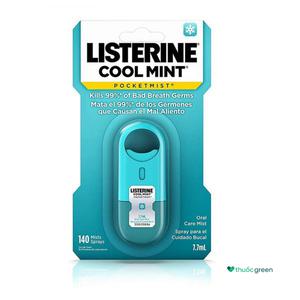 LISTERINE®
COOL MINT®
POCKETMIST®
Kills 99%* of Bad Breath Germs
Mata el 99%* de los Gérmenes
que Causan el Mal Aliento
LISTERINE
COOL MINT
POCKETMIST
140 Mists
Sprays
Oral
Care Mist
Spray para el
Cuidado Bucal
7.7mL
thuốc green